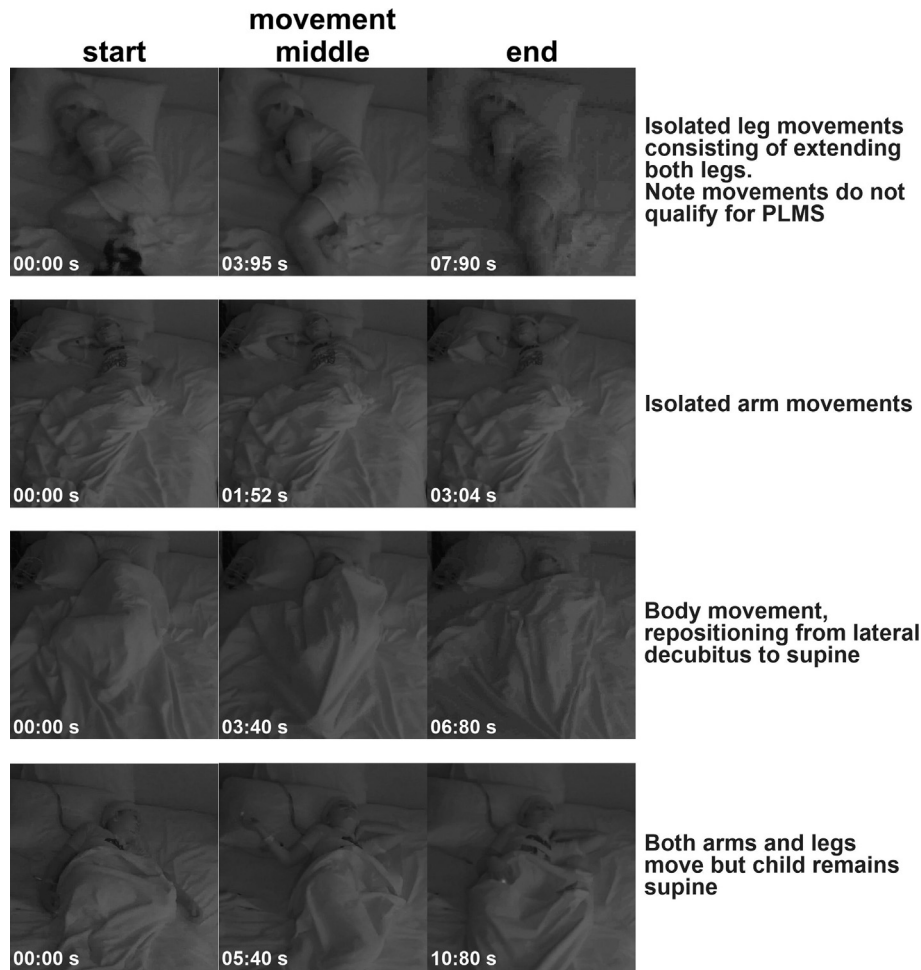 movement
start middle end
00:00 s 03:95 s 07:90 s
Isolated leg movements
consisting of extending
both legs.
Note movements do not
qualify for PLMS
00:00 s 01:52 s 03:04 s
Isolated arm movements
00:00 s 03:40 s 06:80 s
Body movement,
repositioning from lateral
decubitus to supine
00:00 s 05:40 s 10:80 s
Both arms and legs
move but child remains
supine